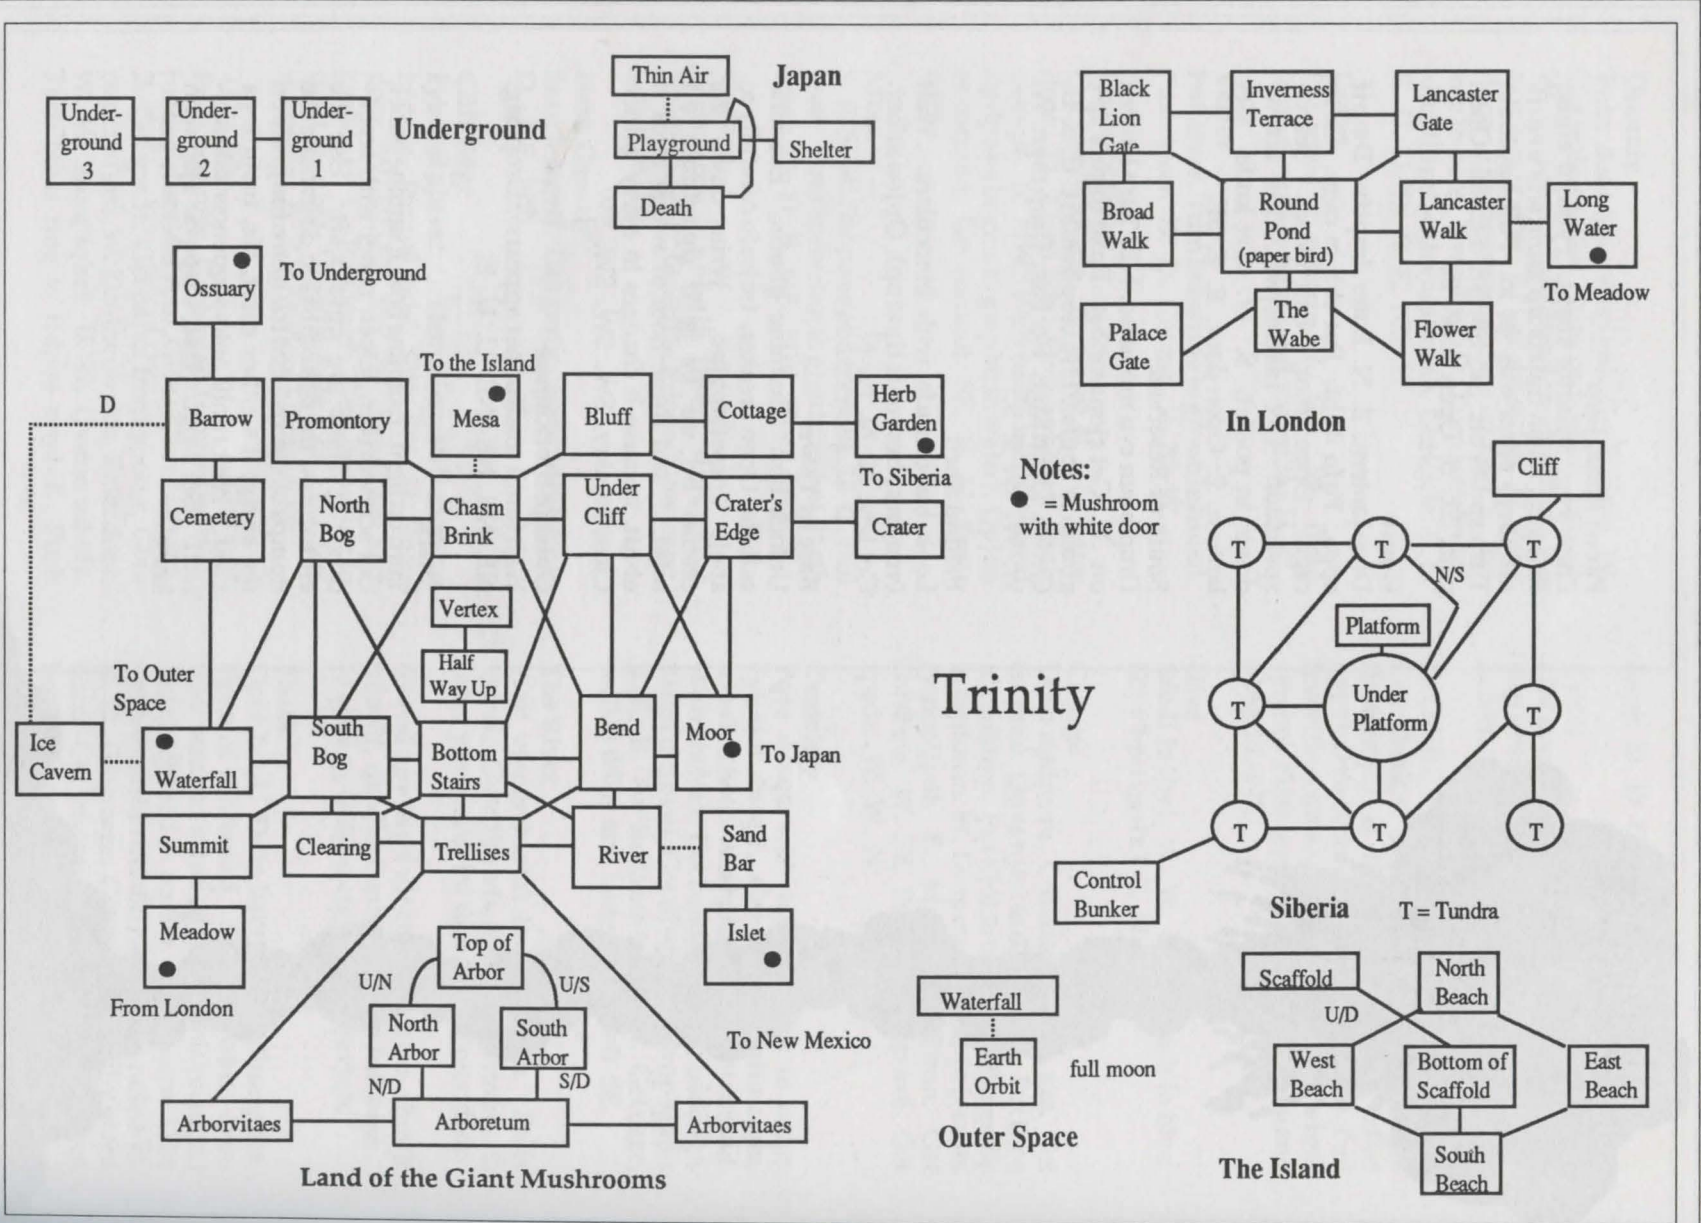 Under-
ground
3
Under-
ground
2
Under-
ground
1
Underground
Thin Air
Japan
Playground
Shelter
Death
Black
Lion
Gate
Inverness
Terrace
Lancaster
Gate
Broad
Walk
Round
Pond
(paper bird)
Lancaster
Walk
Long
Water
To Meadow
Palace
Gate
The
Wabe
Flower
Walk
In London
Ossuary
To Underground
D
Barrow
Promontory
To the Island
Mesa
Bluff
Cottage
Herb
Garden
To Siberia
Cemetery
North
Bog
Chasm
Brink
Under
Cliff
Crater's
Edge
Crater
Vertex
Half
Way Up
To Outer
Space
Ice
Cavern
Waterfall
South
Bog
Bottom
Stairs
Bend
Moor
To Japan
Summit
Clearing
Trellises
River
Sand
Bar
Meadow
From London
Islet
Top of
Arbor
U/N
U/S
North
Arbor
South
Arbor
To New Mexico
N/D
S/D
Arborvitaes
Arboretum
Arborvitaes
Land of the Giant Mushrooms
Notes:
= Mushroom
with white door
Trinity
Cliff
T
T
T
N/S
Platform
T
Under
Platform
T
T
T
T
Control
Bunker
Siberia
T = Tundra
Waterfall
Earth
Orbit
full moon
Outer Space
Scaffold
North
Beach
U/D
West
Beach
Bottom of
Scaffold
East
Beach
South
Beach
The Island